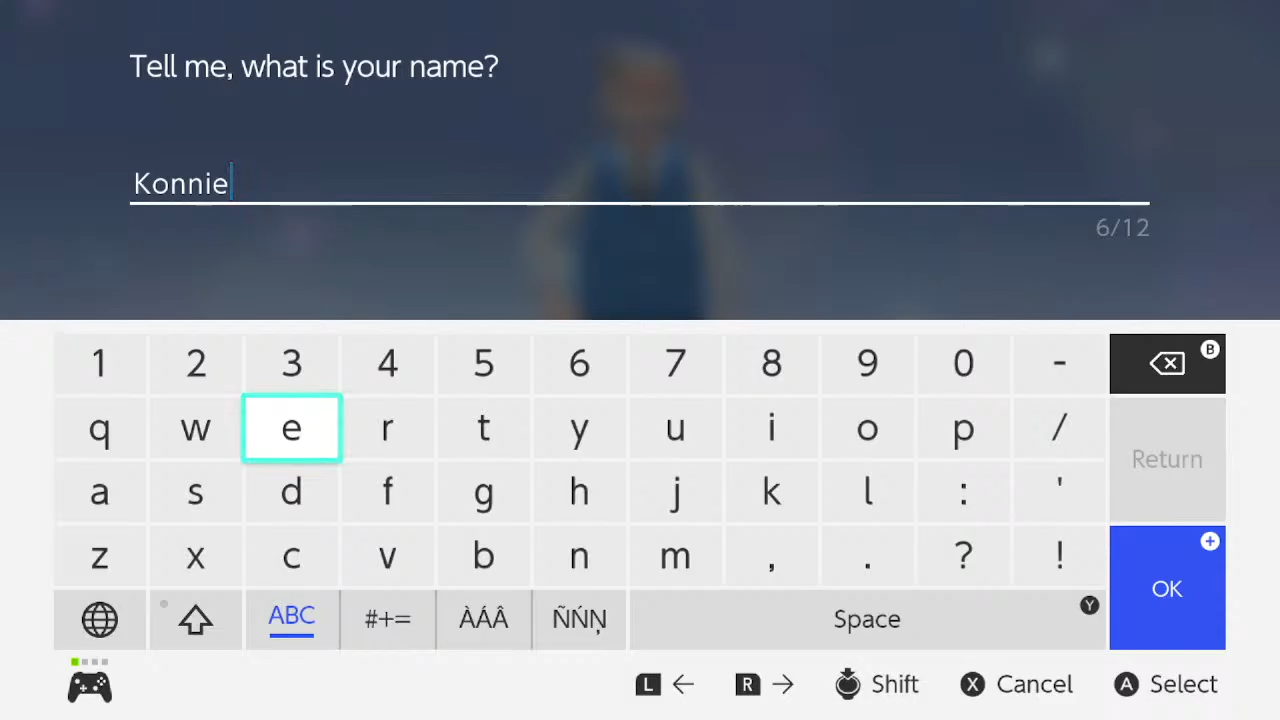 Tell me, what is your name?
Konnie
6/12
1 2 3 4 5 6 7 8 9 0 - B
q w e r t y u i o p / Return
a s d f g h j k l : '
z x c v b n m , . ? ! + OK
ABC #+= ÀÁÂ ÑŃŅ Space Y
L ← R → Shift X Cancel A Select